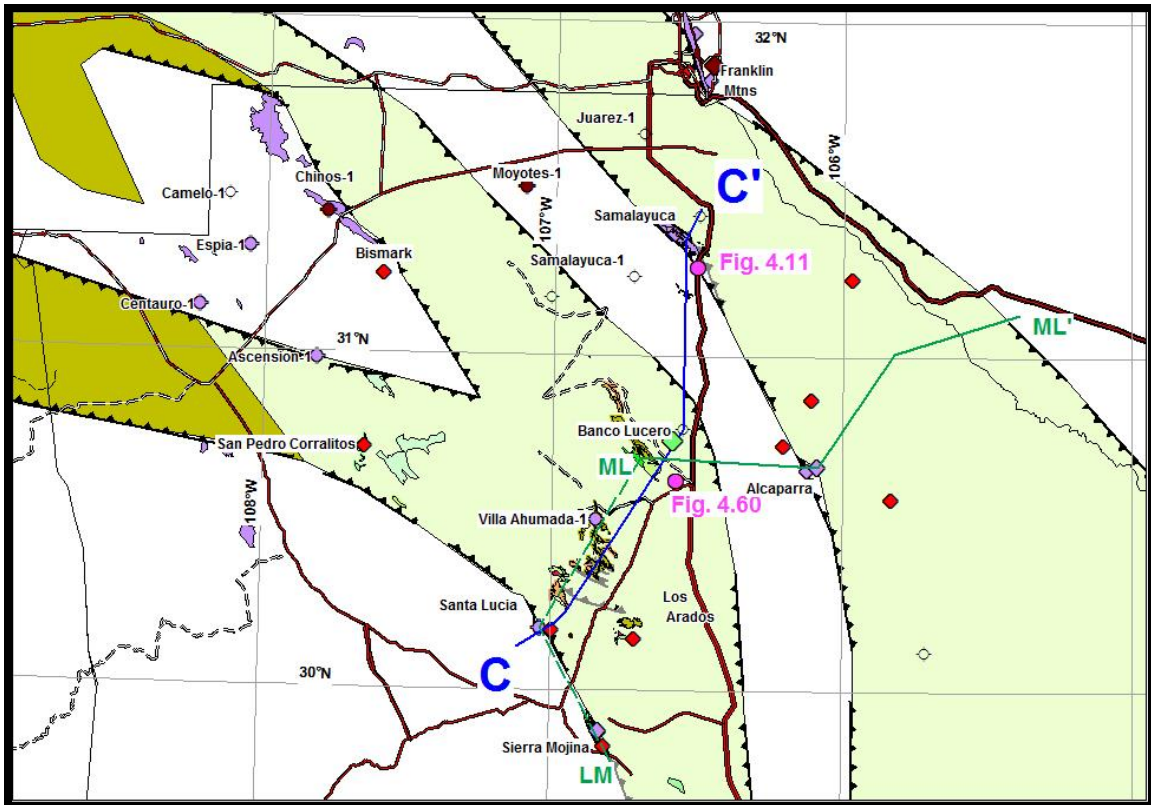 32°N
Franklin
Mtns
Juarez-1
106°W
Camelo-1
Chinos-1
Moyotes-1
C'
107°W
Samalayuca
Espia-1
Bismark
Samalayuca-1
Fig. 4.11
Centauro-1
ML'
31°N
Ascension-1
Banco Lucero
San Pedro Corralitos
ML
Alcaparra
108°W
Fig. 4.60
Villa Ahumada-1
Santa Lucia
Los
Arados
C
30°N
Sierra Mojina
LM